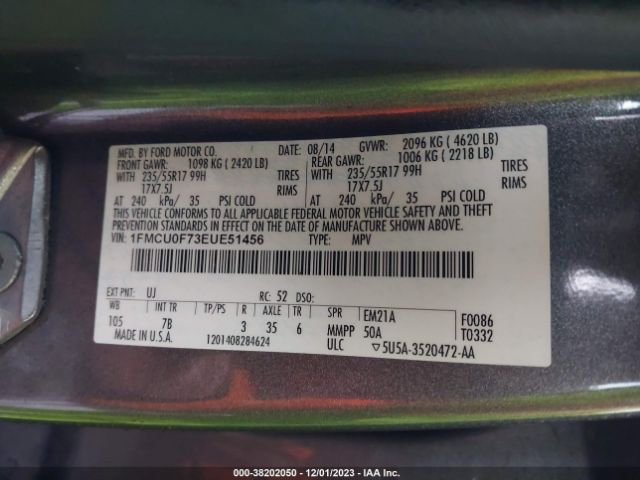 MFD. BY FORD MOTOR CO. DATE: 08/14 GVWR: 2096 KG ( 4620 LB)
FRONT GAWR: 1098 KG ( 2420 LB) REAR GAWR: 1006 KG ( 2218 LB)
WITH 235/55R17 99H TIRES WITH 235/55R17 99H TIRES
17X7.5J RIMS 17X7.5J RIMS
AT 240 kPa/ 35 PSI COLD AT 240 kPa/ 35 PSI COLD
THIS VEHICLE CONFORMS TO ALL APPLICABLE FEDERAL MOTOR VEHICLE SAFETY AND THEFT
PREVENTION STANDARDS IN EFFECT ON THE DATE OF MANUFACTURE SHOWN ABOVE.
VIN: 1FMCU0F73EUE51456 TYPE: MPV
EXT PNT: UJ RC: 52 DSO:
WB INT TR TP/PS R AXLE TR SPR EM21A F0086
105 7B 3 35 6 MMPP 50A T0332
MADE IN U.S.A. 1201408284624 ULC ▽5U5A-3520472-AA
000-38202050 - 12/01/2023 - IAA Inc.